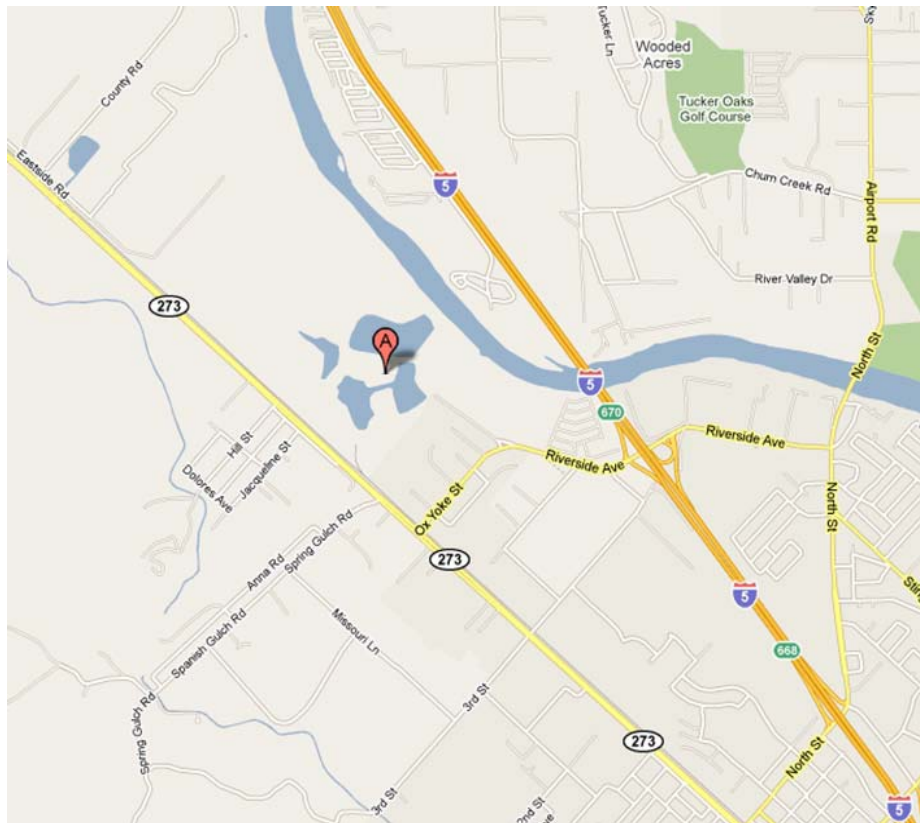 Tucker Ln
Wooded
Acres
County Rd
Tucker Oaks
Golf Course
Eastside Rd
5
Churn Creek Rd
Airport Rd
River Valley Dr
273
A
North St
5
670
Riverside Ave
Hill St
Riverside Ave
Jacqueline St
Dolores Ave
Ox Yoke St
North St
Spring Gulch Rd
273
Anna Rd
5
Missouri Ln
Spanish Gulch Rd
668
3rd St
Spring Gulch Rd
273
North St
3rd St
2nd St
5